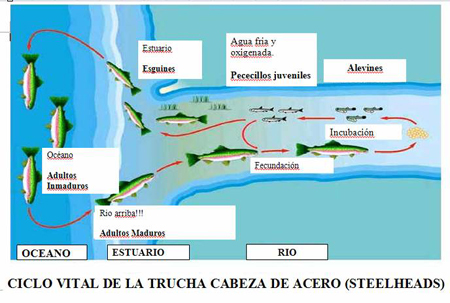 Estuario
Esguines
Agua fria y
oxigenada.
Pececillos juveniles
Alevines
Incubación
Océano
Adultos
Inmaduros
Fecundación
Rio arriba!!!
Adultos Maduros
OCEANO
ESTUARIO
RIO
CICLO VITAL DE LA TRUCHA CABEZA DE ACERO (STEELHEADS)